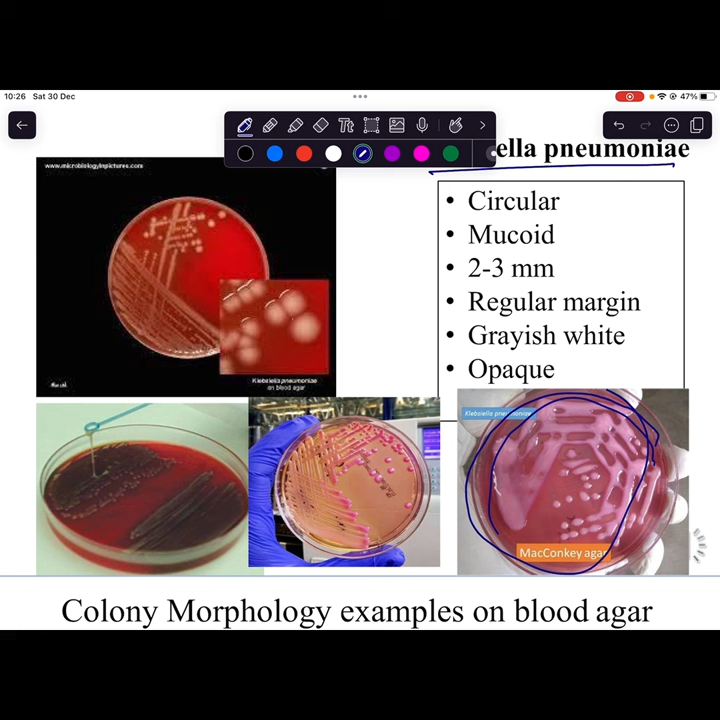 10:26 Sat 30 Dec
47%
Tt
ella pneumoniae
www.microbiologyinpictures.com
• Circular
• Mucoid
• 2-3 mm
• Regular margin
• Grayish white
• Opaque
Klebsiella pneumoniae
on blood agar
Klebsiella pneumoniae
MacConkey agar
Colony Morphology examples on blood agar